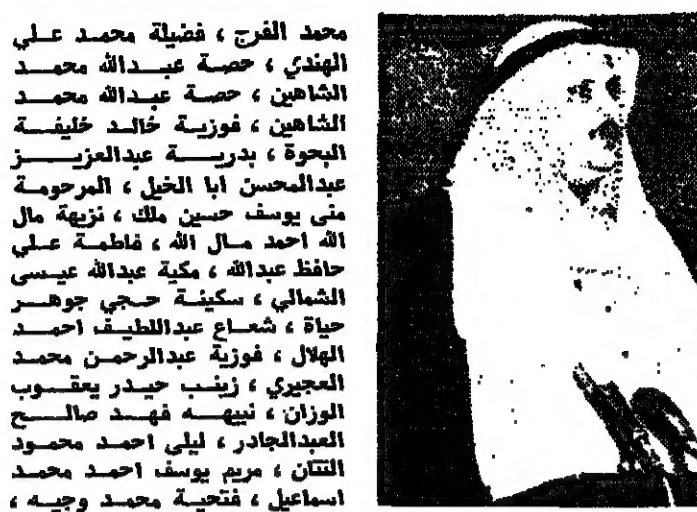 محمد الفرج ، فضيلة محمد علي
الهندي ، حصة عبدالله محمد
الشاهين ، حصة عبدالله محمد
الشاهين ، فوزية خالد خليفة
البحوة ، بدرية عبدالعزيز
عبدالمحسن ابا الخيل ، المرحومة
منى يوسف حسين ملك ، نزيهة مال
الله احمد مال الله ، فاطمة علي
حافظ عبدالله ، مكية عبدالله عيسى
الشمالي ، سكينة حجي جوهر
حياة ، شعاع عبداللطيف احمد
الهلال ، فوزية عبدالرحمن محمد
العجيري ، زينب حيدر يعقوب
الوزان ، نبيهه فهد صالح
العبدالجادر ، ليلى احمد محمود
التتان ، مريم يوسف احمد محمد
اسماعيل ، فتحية محمد وجيه ،